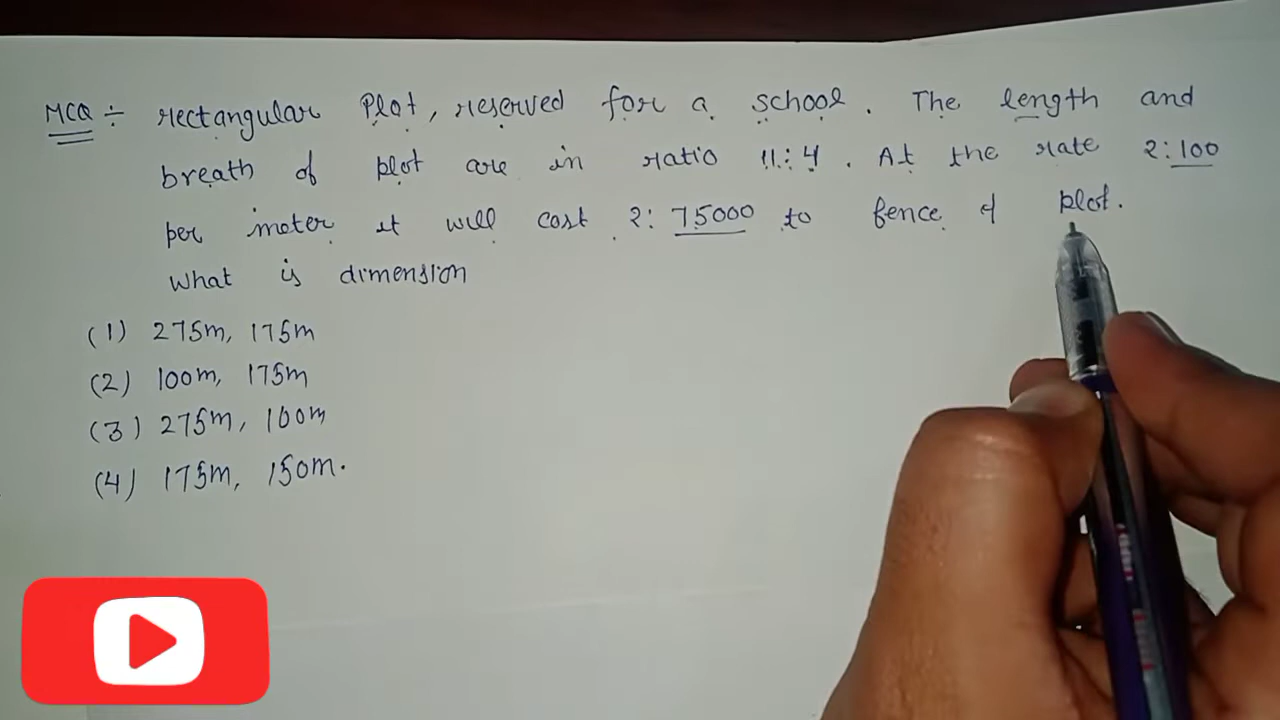 MCQ ÷ rectangular Plot, reserved for a school. The length and
breath of plot are in ratio 11:4. At the rate 2:100
per meter it will cost 2: 75000 to fence of plot.
What is dimension
(1) 275m, 175m
(2) 100m, 175m
(3) 275m, 100m
(4) 175m, 150m.